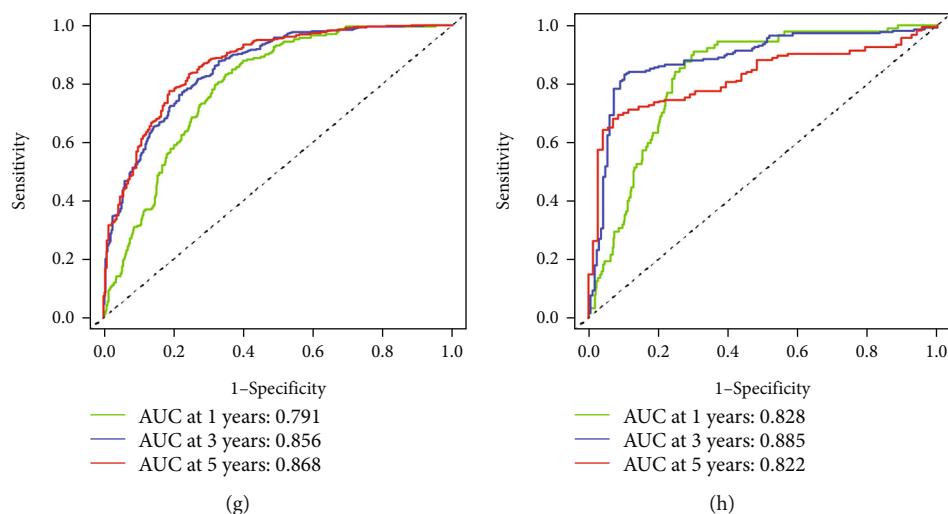 1.0
0.8
0.6
0.4
0.2
0.0
Sensitivity
0.0 0.2 0.4 0.6 0.8 1.0
1–Specificity
AUC at 1 years: 0.791
AUC at 3 years: 0.856
AUC at 5 years: 0.868
(g)
1.0
0.8
0.6
0.4
0.2
0.0
Sensitivity
0.0 0.2 0.4 0.6 0.8 1.0
1–Specificity
AUC at 1 years: 0.828
AUC at 3 years: 0.885
AUC at 5 years: 0.822
(h)